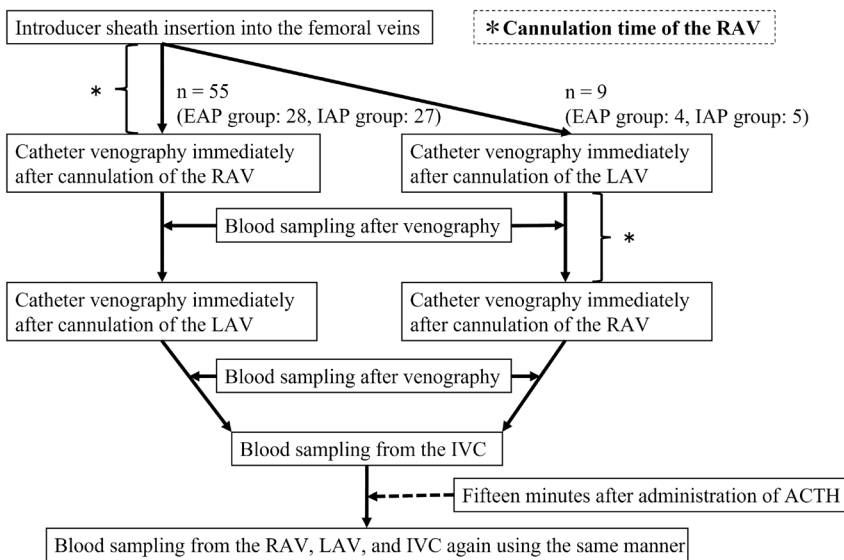 Introducer sheath insertion into the femoral veins
*Cannulation time of the RAV
*
n = 55
(EAP group: 28, IAP group: 27)
n = 9
(EAP group: 4, IAP group: 5)
Catheter venography immediately
after cannulation of the RAV
Catheter venography immediately
after cannulation of the LAV
Blood sampling after venography
*
Catheter venography immediately
after cannulation of the LAV
Catheter venography immediately
after cannulation of the RAV
Blood sampling after venography
Blood sampling from the IVC
Fifteen minutes after administration of ACTH
Blood sampling from the RAV, LAV, and IVC again using the same manner